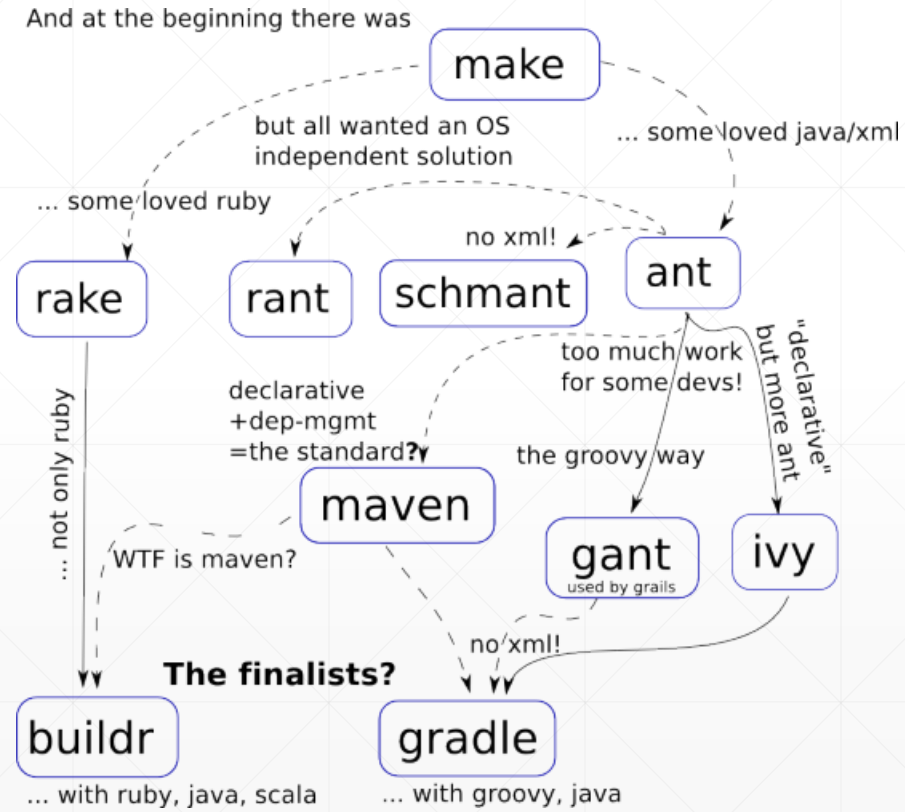 And at the beginning there was
make
but all wanted an OS
independent solution
... some loved java/xml
... some loved ruby
no xml!
rake
rant
schmant
ant
too much work
for some devs!
"declarative"
but more ant
declarative
+dep-mgmt
=the standard?
... not only ruby
the groovy way
maven
gant
used by grails
ivy
WTF is maven?
no xml!
The finalists?
buildr
gradle
... with ruby, java, scala
... with groovy, java